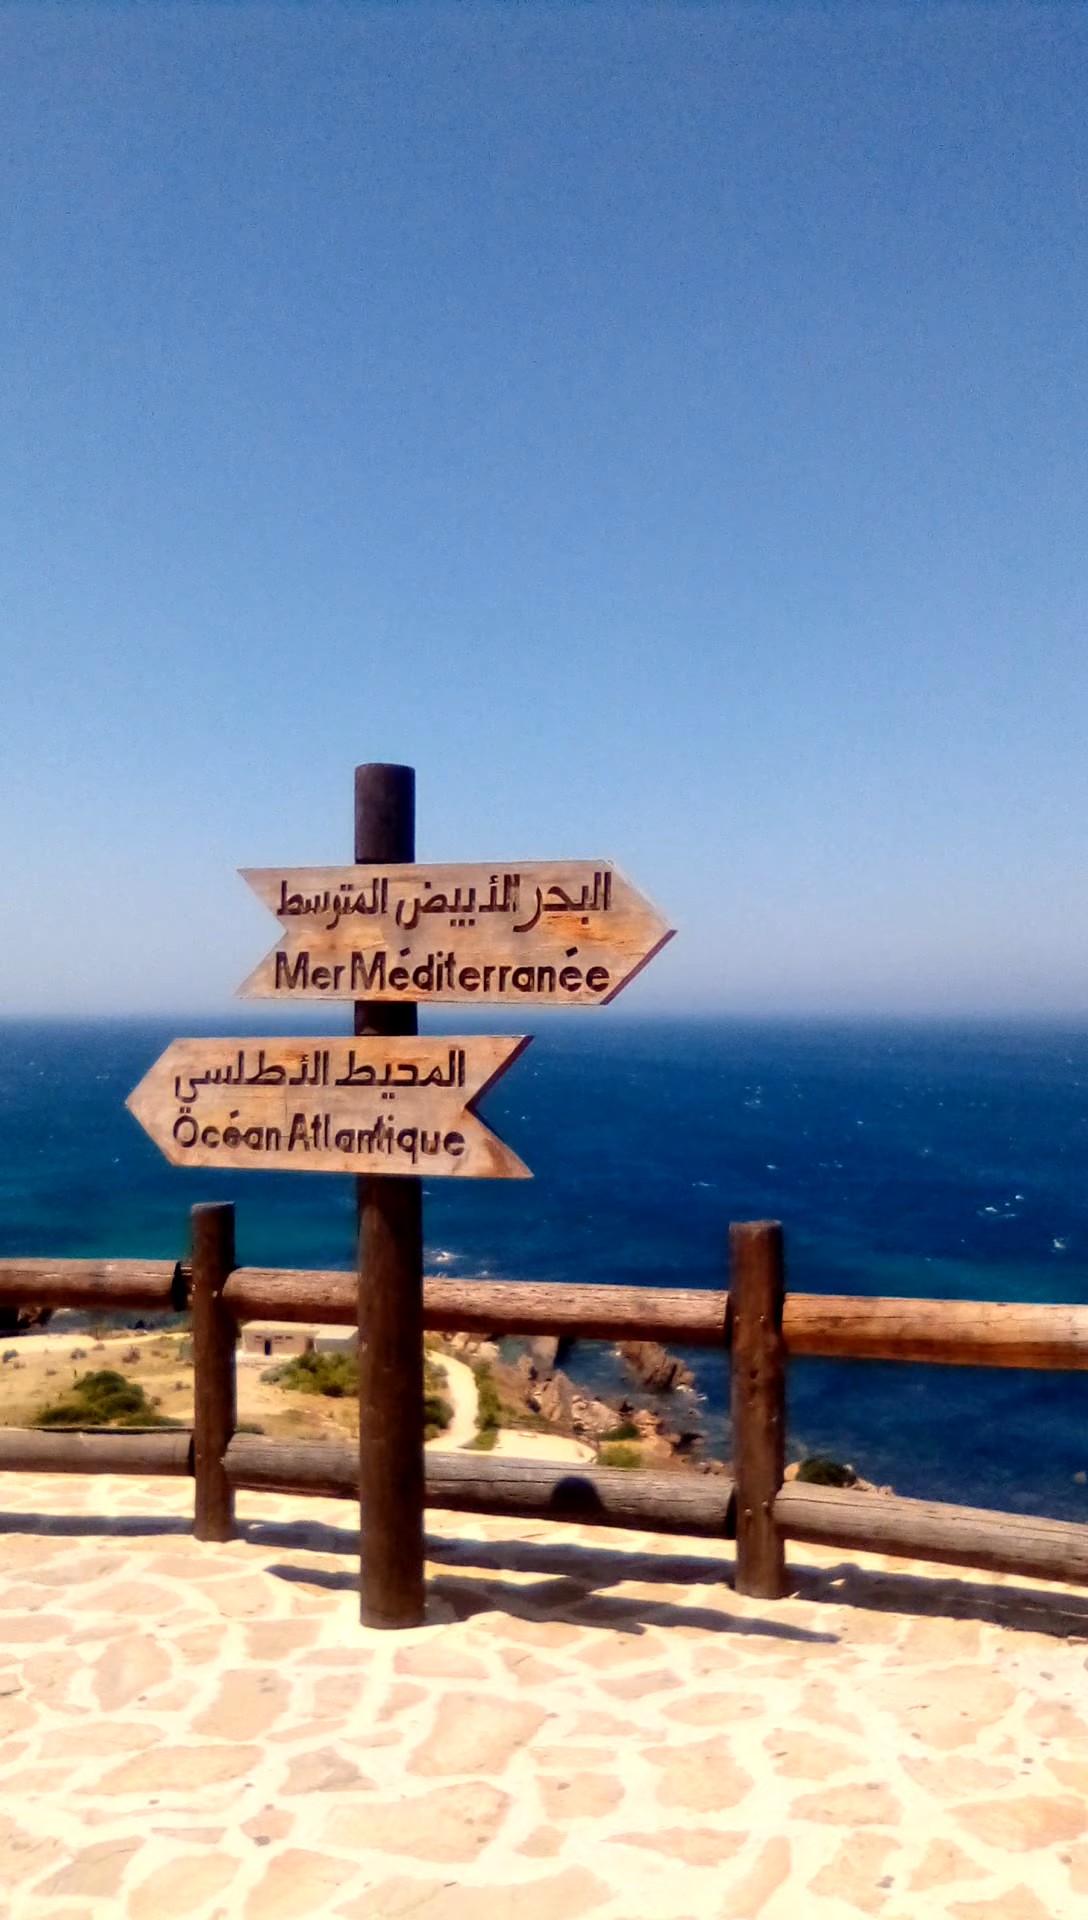 البحر الأبيض المتوسط
Mer Méditerranée
المحيط الأطلسي
Océan Atlantique